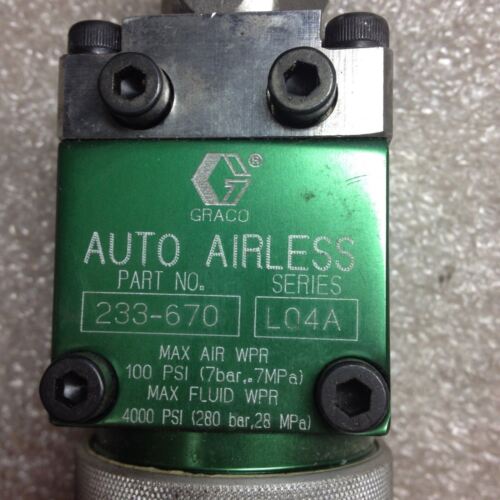 ®
GRACO
AUTO AIRLESS
PART NO. SERIES
233-670 L04A
MAX AIR WPR
100 PSI (7bar,.7MPa)
MAX FLUID WPR
4000 PSI (280 bar,28 MPa)